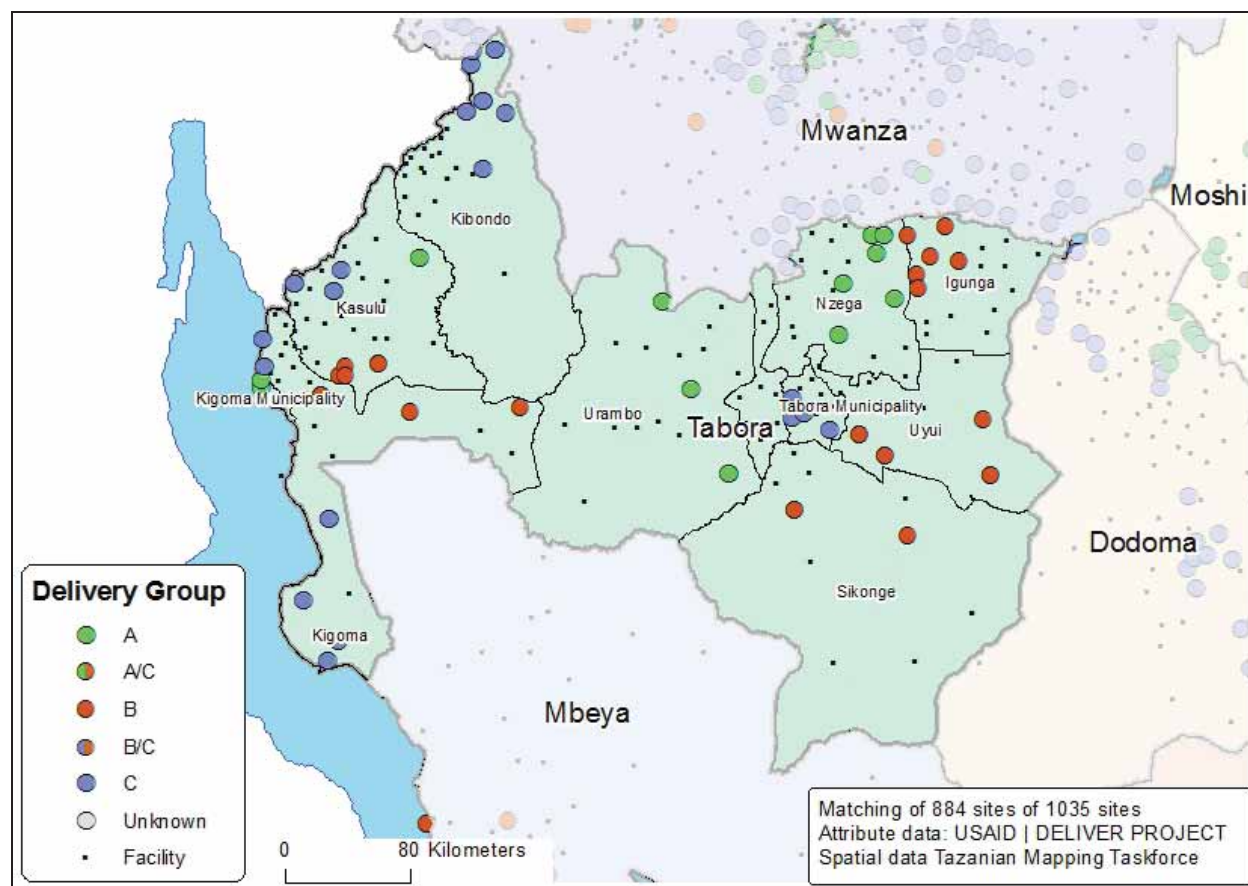 Mwanza
Moshi
Kibondo
Igunga
Nzega
Kasulu
Kigoma Municipality
Urambo
Tabora
Tabora Municipality
Uyui
Dodoma
Sikonge
Kigoma
Mbeya
Delivery Group
A
A/C
B
B/C
C
Unknown
Facility
0 80 Kilometers
Matching of 884 sites of 1035 sites
Attribute data: USAID | DELIVER PROJECT
Spatial data Tazanian Mapping Taskforce